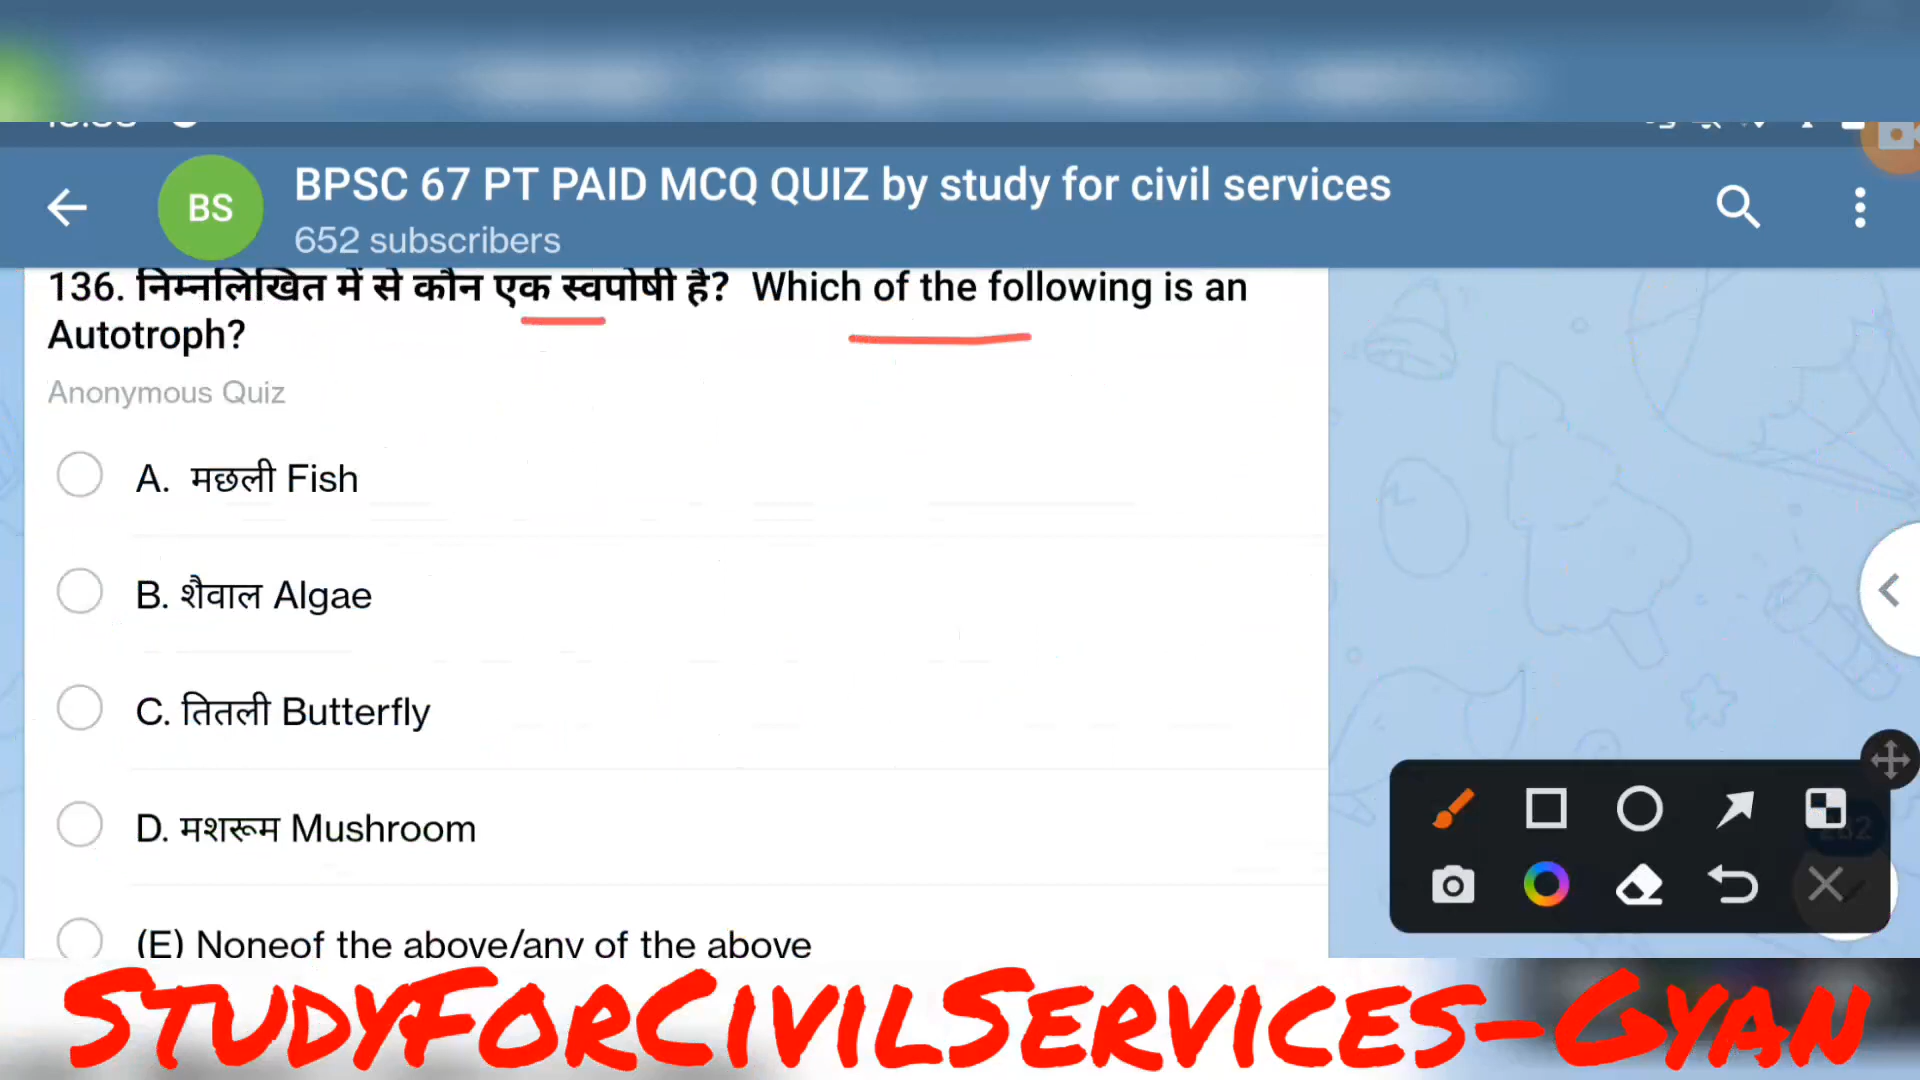 BS
BPSC 67 PT PAID MCQ QUIZ by study for civil services
652 subscribers
136. निम्नलिखित में से कौन एक स्वपोषी है? Which of the following is an
Autotroph?
Anonymous Quiz
A. मछली Fish
B. शैवाल Algae
C. तितली Butterfly
D. मशरूम Mushroom
(E) Noneof the above/any of the above
StudyForCivilServices-Gyan